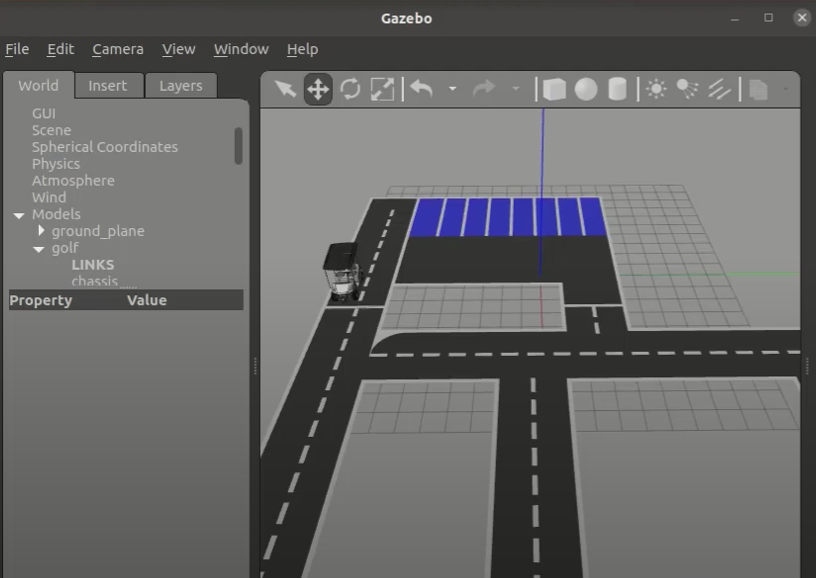 Gazebo
File Edit Camera View Window Help
World Insert Layers
GUI
Scene
Spherical Coordinates
Physics
Atmosphere
Wind
Models
ground_plane
golf
LINKS
chassis
Property Value